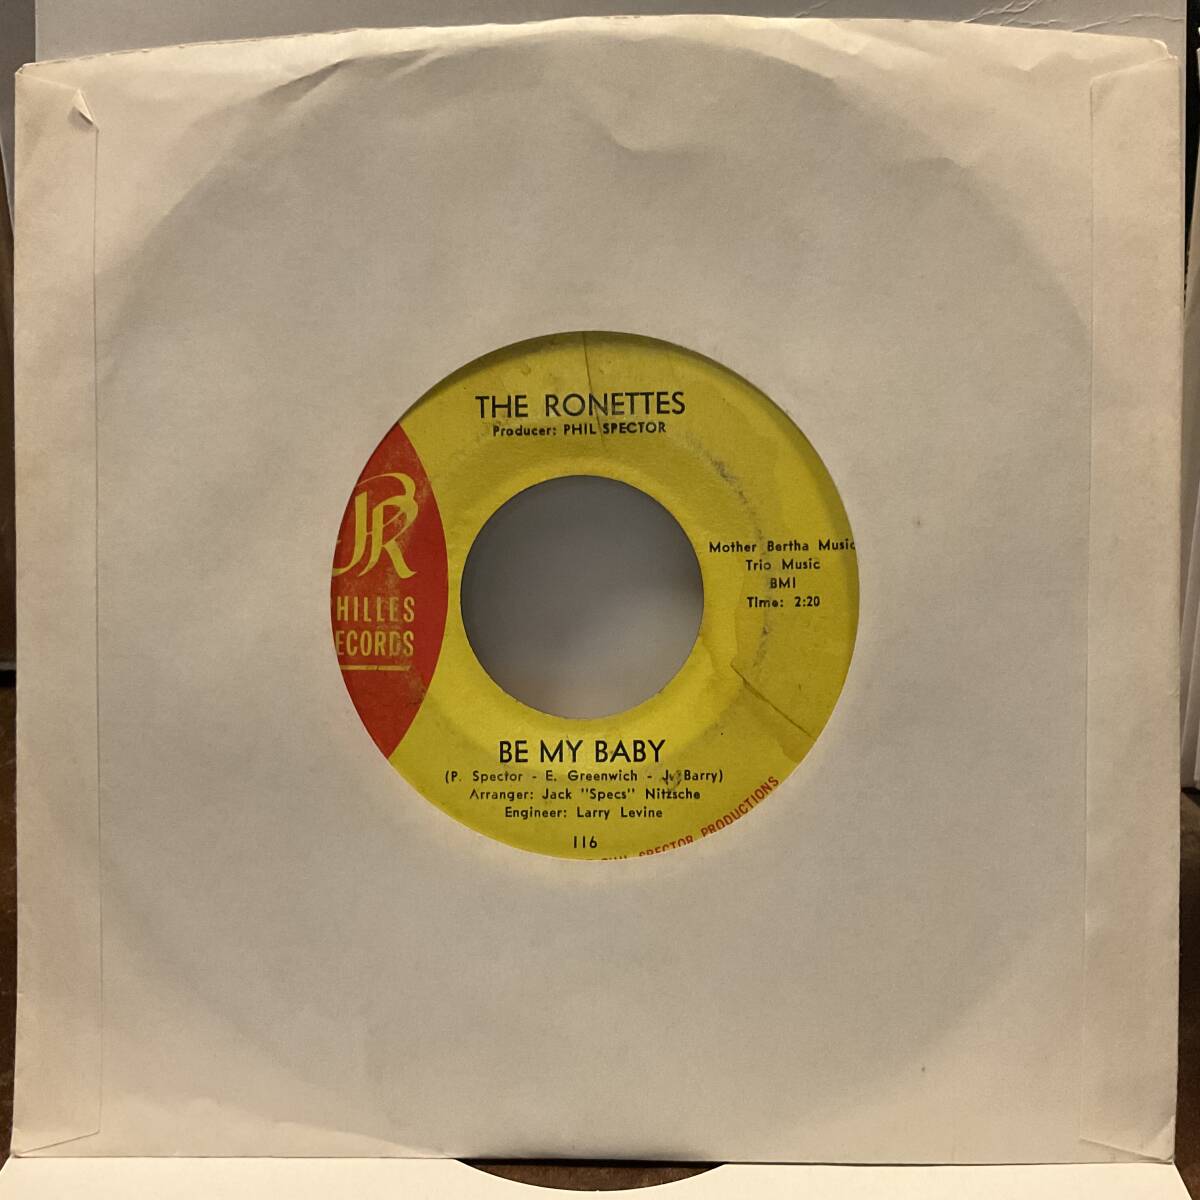 THE RONETTES
Producer: PHIL SPECTOR
PR
HILLES
ECORDS
Mother Bertha Music
Trio Music
BMI
Time: 2:20
BE MY BABY
(P. Spector - E. Greenwich - J. Barry)
Arranger: Jack "Specs" Nitzsche
Engineer: Larry Levine
116
PHIL SPECTOR PRODUCTIONS